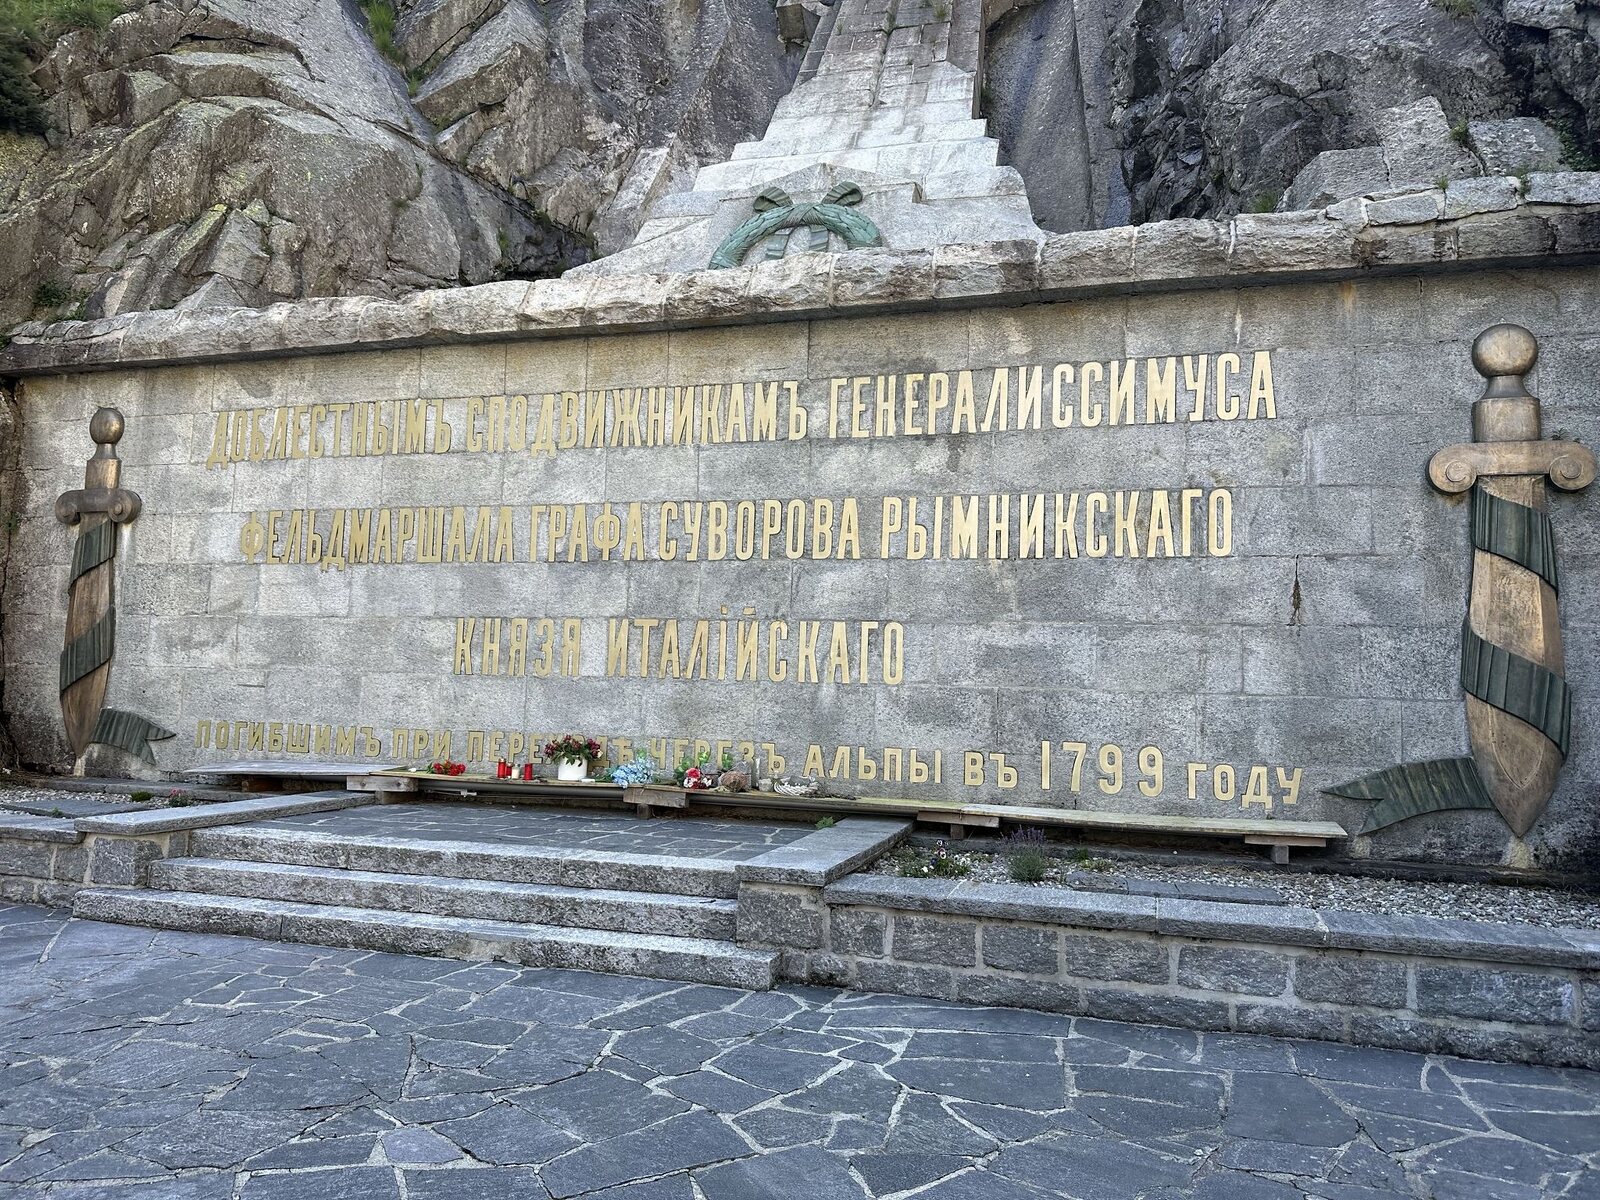 ДОБЛЕСТНЫМЪ СПОДВИЖНИКАМЪ ГЕНЕРАЛИССИМУСА
ФЕЛЬДМАРШАЛА ГРАФА СУВОРОВА РЫМНИКСКАГО
КНЯЗЯ ИТАЛІЙСКАГО
ПОГИБШИМЪ ПРИ ПЕРЕХОДѢ ЧЕРЕЗЪ АЛЬПЫ ВЪ 1799 ГОДУ